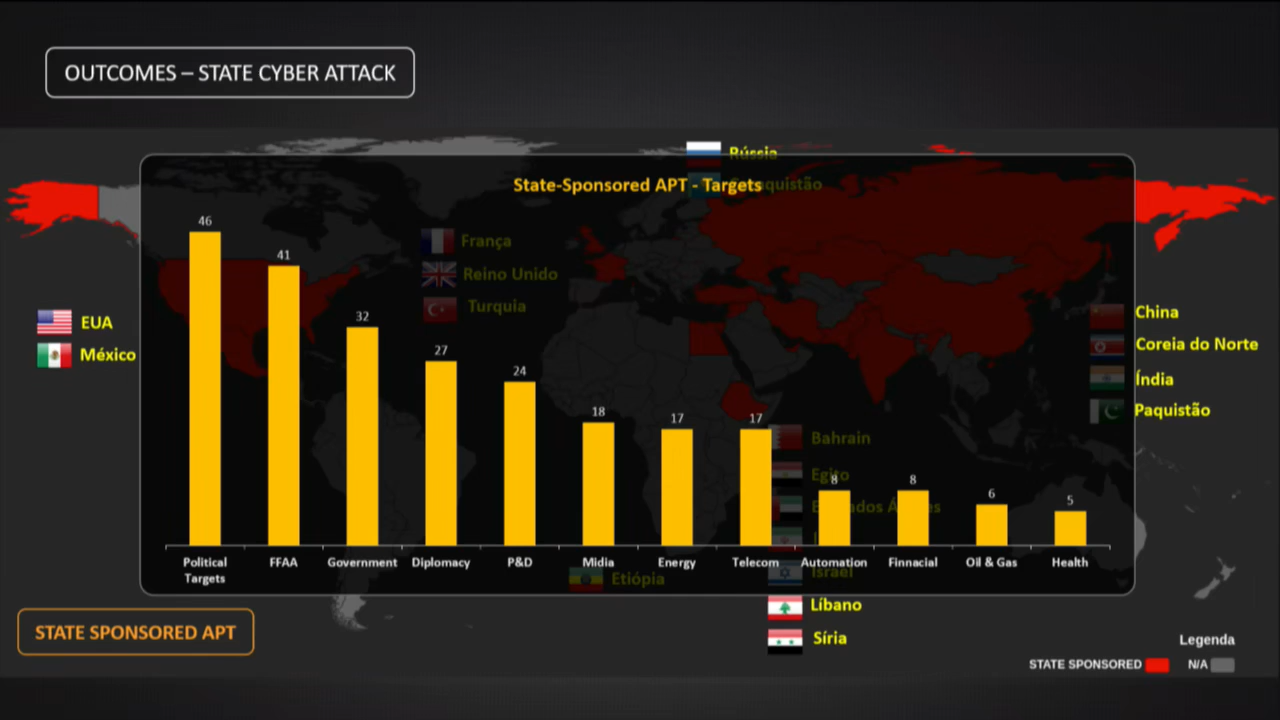 OUTCOMES – STATE CYBER ATTACK
Rússia
State-Sponsored APT - Targets
França
Reino Unido
Turquia
EUA
México
China
Coreia do Norte
Índia
Paquistão
Bahrain
Egito
Israel
Etiópia
Líbano
Síria
46
41
32
27
24
18
17
17
8
8
6
5
Political Targets
FFAA
Government
Diplomacy
P&D
Midia
Energy
Telecom
Automation
Finnacial
Oil & Gas
Health
STATE SPONSORED APT
Legenda
STATE SPONSORED
N/A